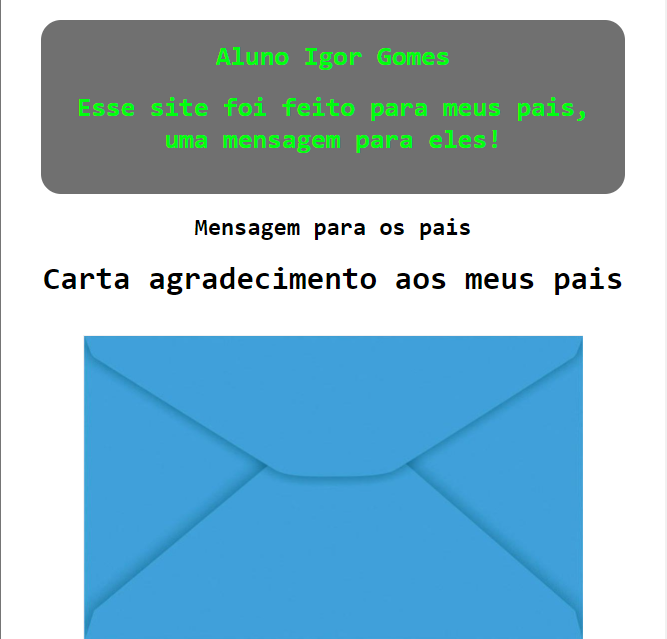 Aluno Igor Gomes
Esse site foi feito para meus pais,
uma mensagem para eles!
Mensagem para os pais
Carta agradecimento aos meus pais